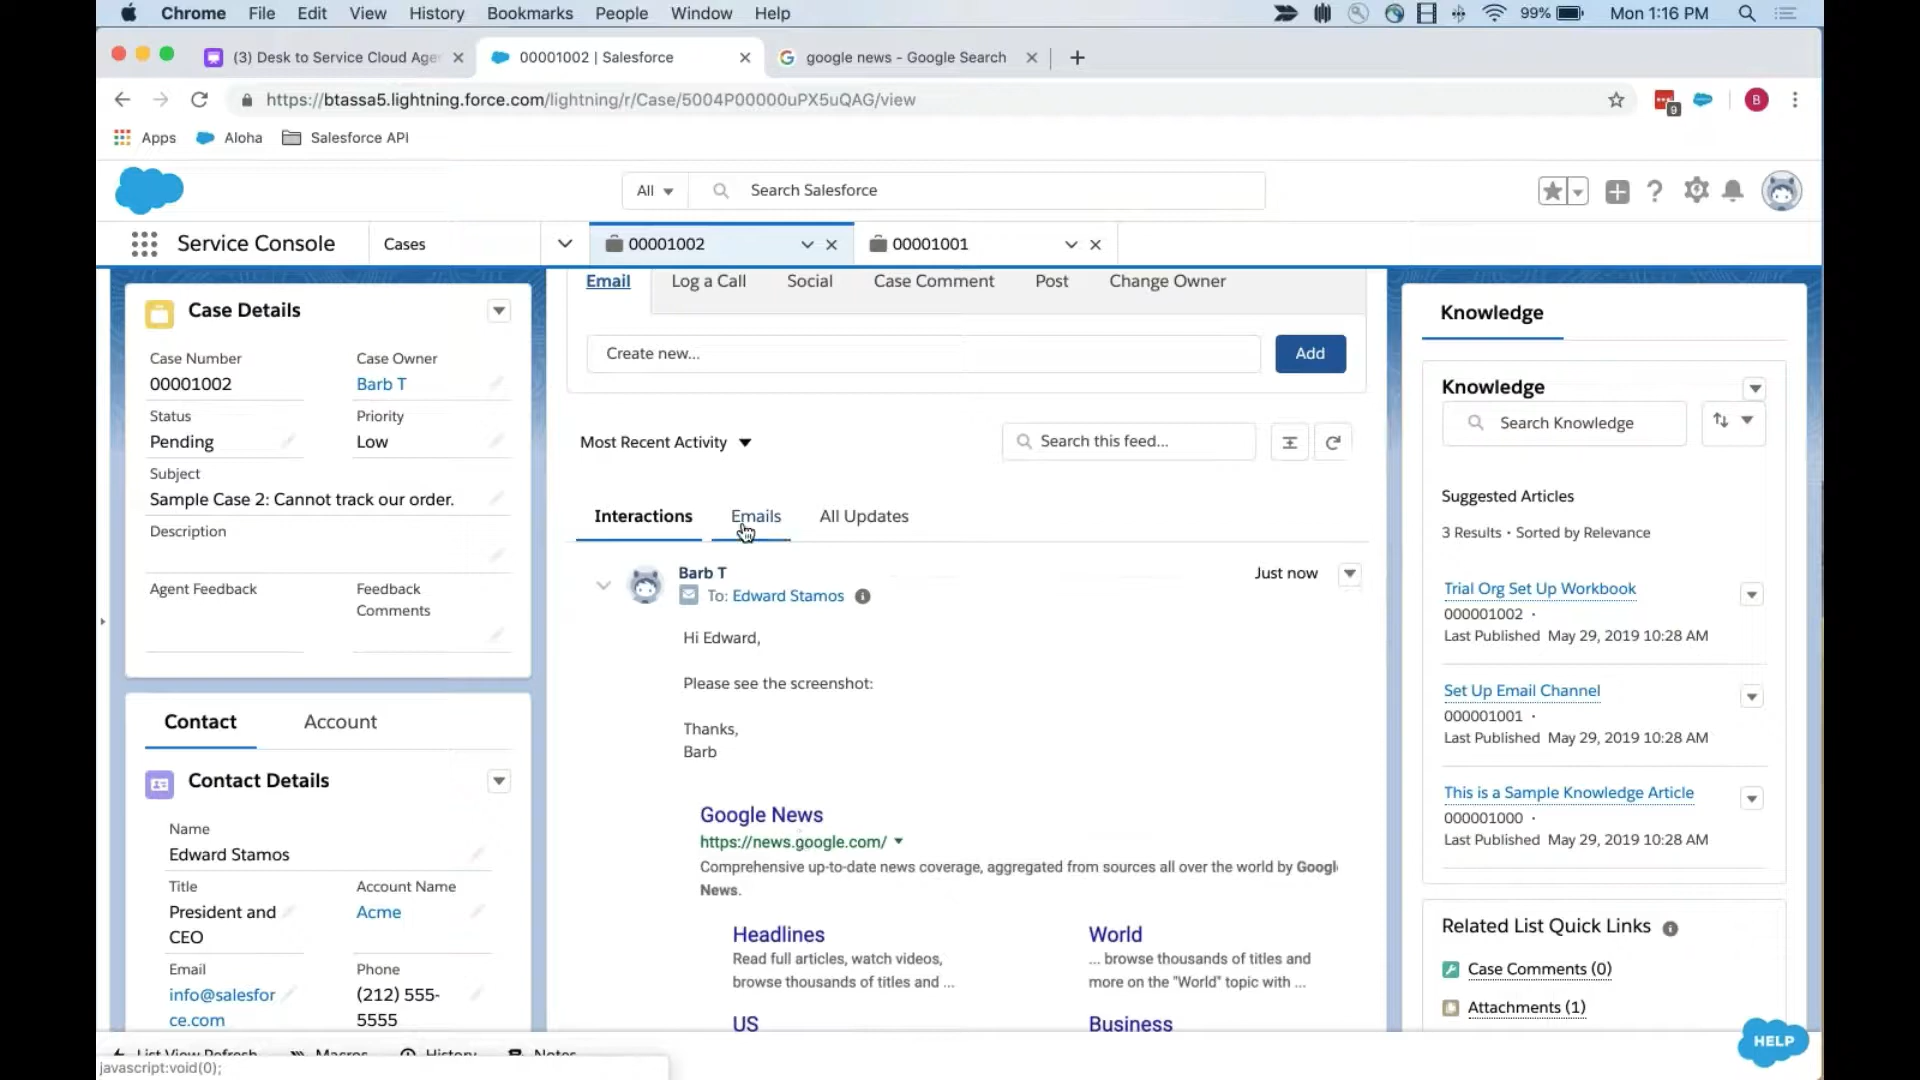 Chrome File Edit View History Bookmarks People Window Help 99% Mon 1:16 PM
(3) Desk to Service Cloud Age 00001002 | Salesforce google news - Google Search
https://btassa5.lightning.force.com/lightning/r/Case/5004P00000uPX5uQAG/view 9 B
Apps Aloha Salesforce API
All Search Salesforce
Service Console Cases 00001002 00001001
Case Details
Case Number Case Owner
00001002 Barb T
Status Priority
Pending Low
Subject
Sample Case 2: Cannot track our order.
Description
Agent Feedback Feedback
Comments
Contact Account
Contact Details
Name
Edward Stamos
Title Account Name
President and Acme
CEO
Email Phone
info@salesfor (212) 555-
ce.com 5555
Email Log a Call Social Case Comment Post Change Owner
Create new... Add
Most Recent Activity Search this feed...
Interactions Emails All Updates
Barb T Just now
To: Edward Stamos
Hi Edward,
Please see the screenshot:
Thanks,
Barb
Google News
https://news.google.com/
Comprehensive up-to-date news coverage, aggregated from sources all over the world by Googl
News.
Headlines World
Read full articles, watch videos, ... browse thousands of titles and
browse thousands of titles and ... more on the "World" topic with ...
US Business
Knowledge
Knowledge
Search Knowledge
Suggested Articles
3 Results • Sorted by Relevance
Trial Org Set Up Workbook
000001002 ·
Last Published May 29, 2019 10:28 AM
Set Up Email Channel
000001001 ·
Last Published May 29, 2019 10:28 AM
This is a Sample Knowledge Article
000001000 ·
Last Published May 29, 2019 10:28 AM
Related List Quick Links
Case Comments (0)
Attachments (1)
HELP
List View Refresh Macros History Notes
javascript:void(0);